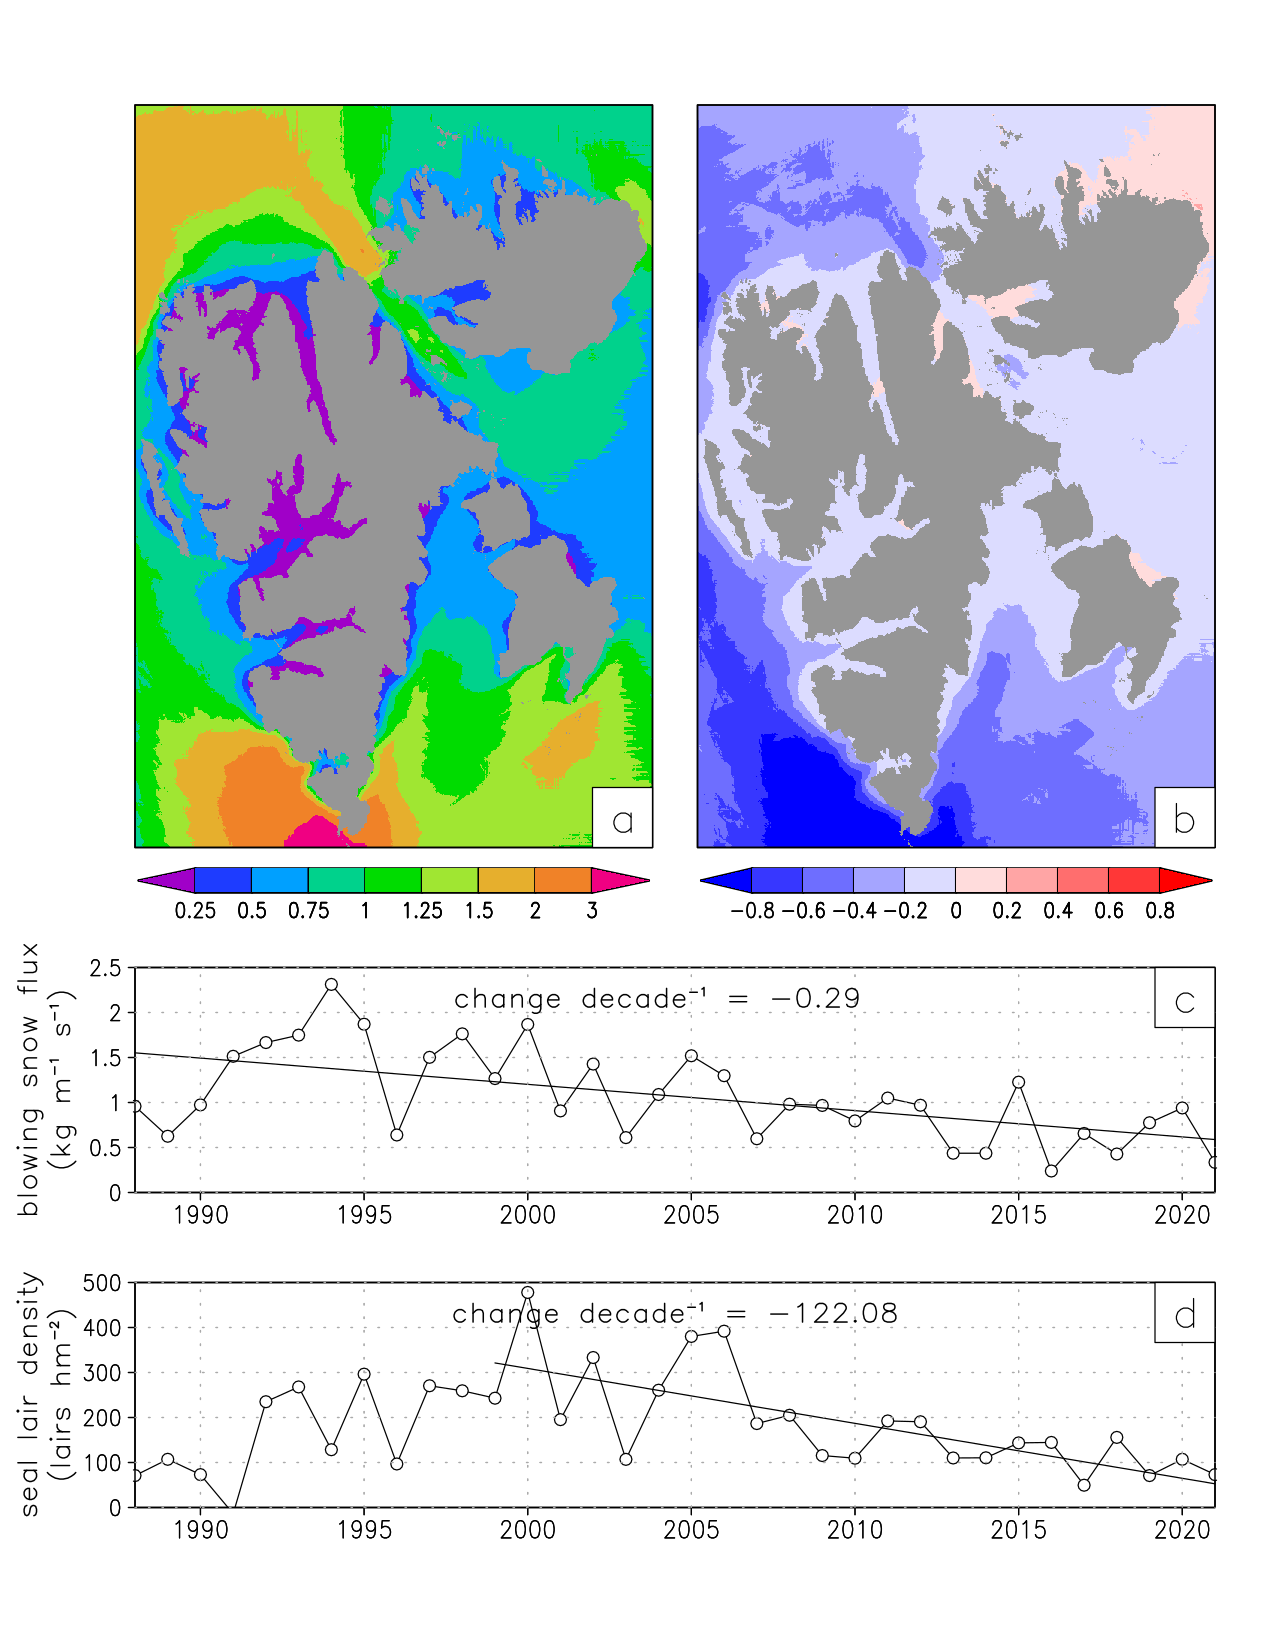 a
b
0.25 0.5 0.75 1 1.25 1.5 2 3
−0.8 −0.6 −0.4 −0.2 0 0.2 0.4 0.6 0.8
blowing snow flux
(kg m⁻¹ s⁻¹)
2.5
2
1.5
1
0.5
0
change decade⁻¹ = −0.29
c
1990 1995 2000 2005 2010 2015 2020
seal lair density
(lairs hm⁻²)
500
400
300
200
100
0
change decade⁻¹ = −122.08
d
1990 1995 2000 2005 2010 2015 2020